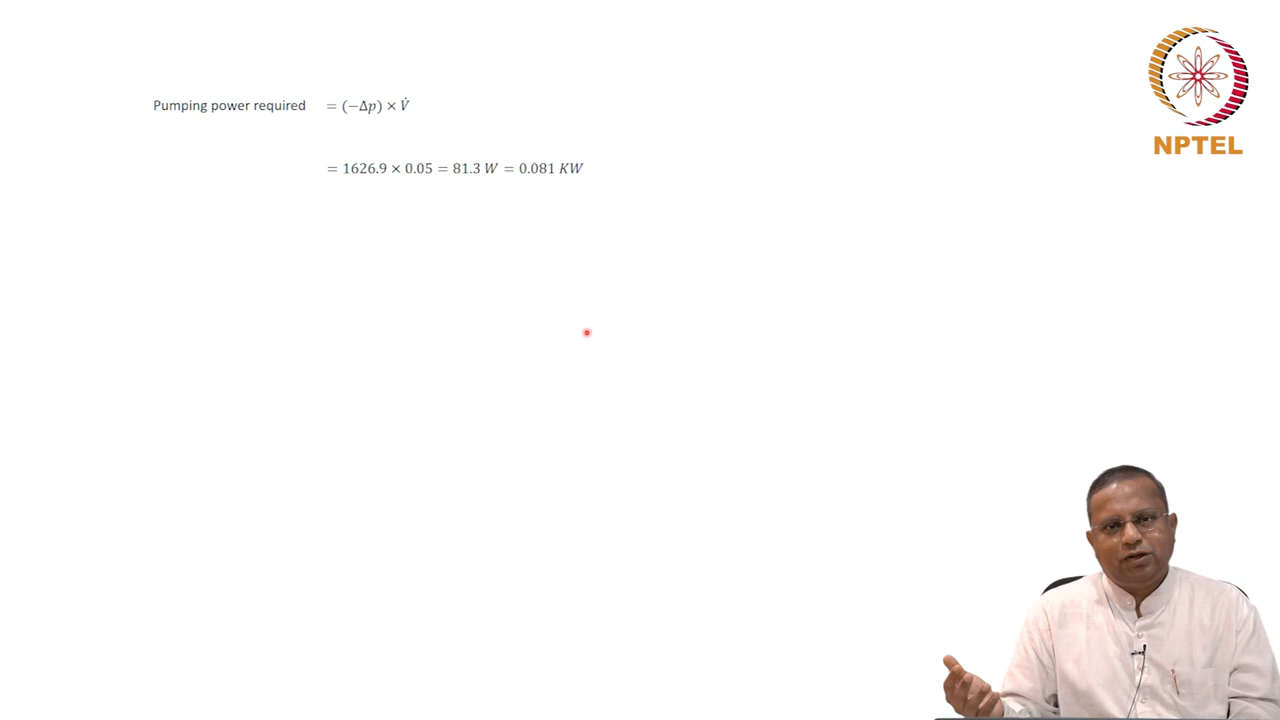 Pumping power required = (−Δp) × V̇
= 1626.9 × 0.05 = 81.3 W = 0.081 KW
NPTEL